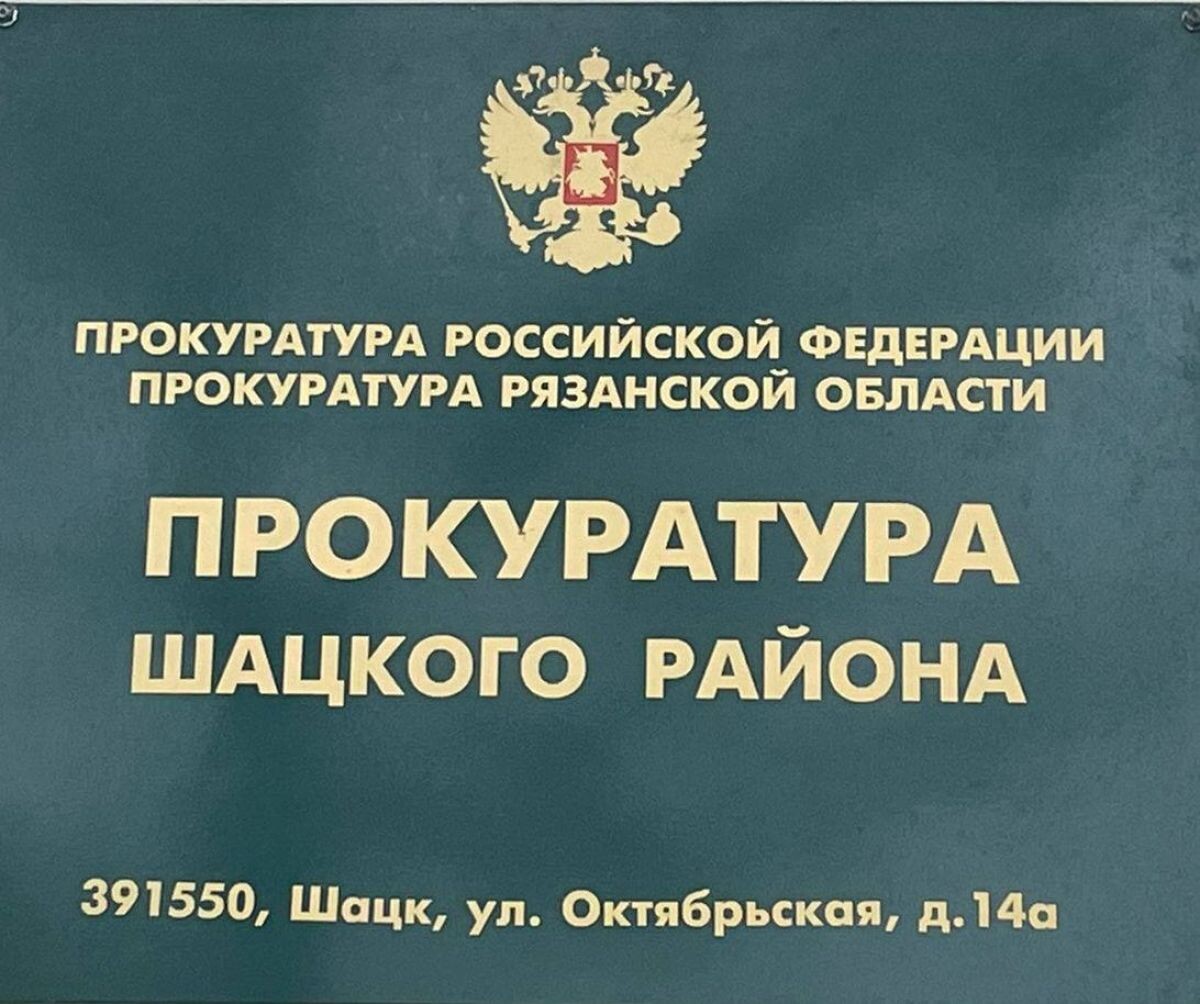 ПРОКУРАТУРА РОССИЙСКОЙ ФЕДЕРАЦИИ
ПРОКУРАТУРА РЯЗАНСКОЙ ОБЛАСТИ
ПРОКУРАТУРА
ШАЦКОГО РАЙОНА
391550, Шацк, ул. Октябрьская, д.14а